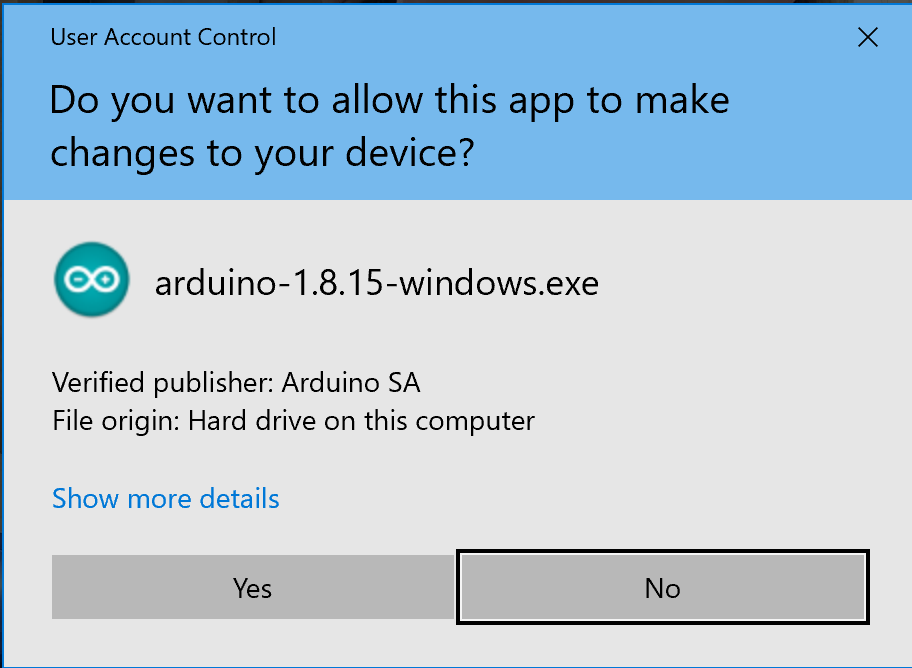 User Account Control
Do you want to allow this app to make
changes to your device?
arduino-1.8.15-windows.exe
Verified publisher: Arduino SA
File origin: Hard drive on this computer
Show more details
Yes
No